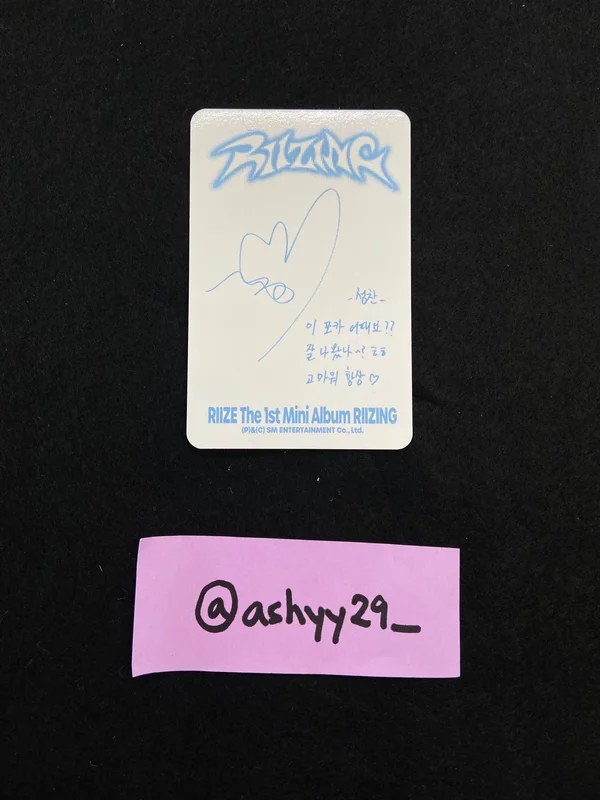 RIIZING
-성찬-
이 포카 어때요??
잘 나왔나~? ㅎㅎ
고마워 항상♡
RIIZE The 1st Mini Album RIIZING
(P)&(C) SM ENTERTAINMENT Co., Ltd.
@ashyy29_